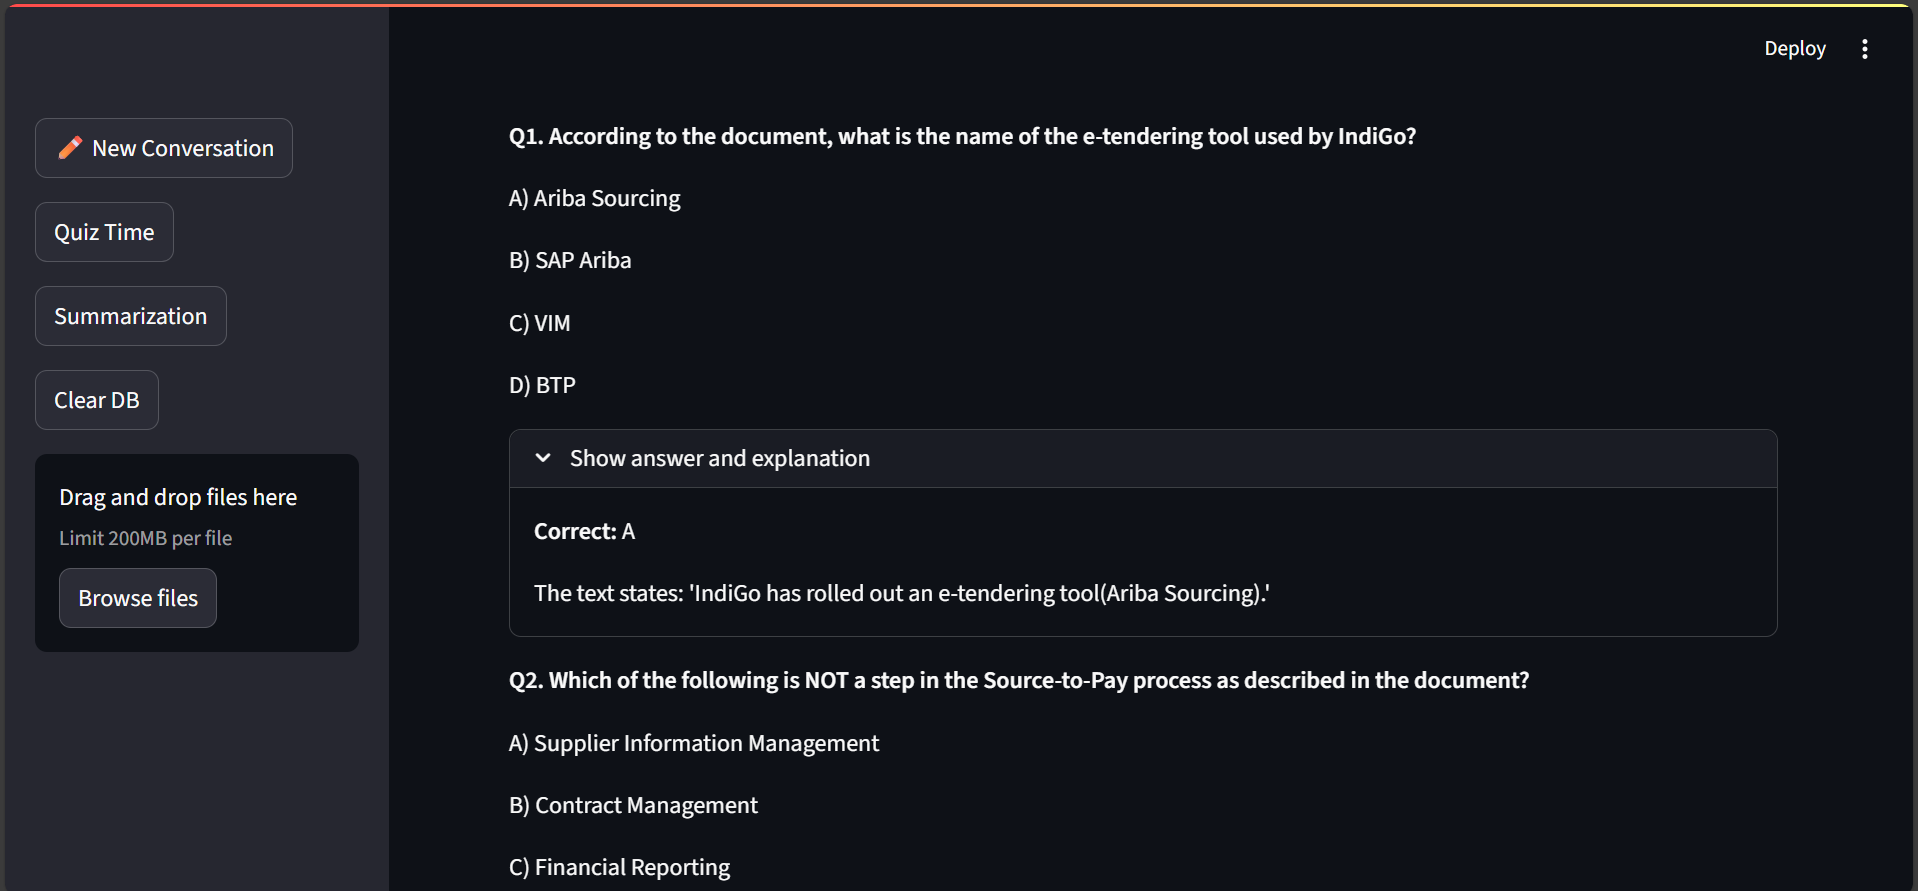 Deploy
New Conversation
Quiz Time
Summarization
Clear DB
Drag and drop files here
Limit 200MB per file
Browse files
Q1. According to the document, what is the name of the e-tendering tool used by IndiGo?
A) Ariba Sourcing
B) SAP Ariba
C) VIM
D) BTP
Show answer and explanation
Correct: A
The text states: 'IndiGo has rolled out an e-tendering tool(Ariba Sourcing).'
Q2. Which of the following is NOT a step in the Source-to-Pay process as described in the document?
A) Supplier Information Management
B) Contract Management
C) Financial Reporting